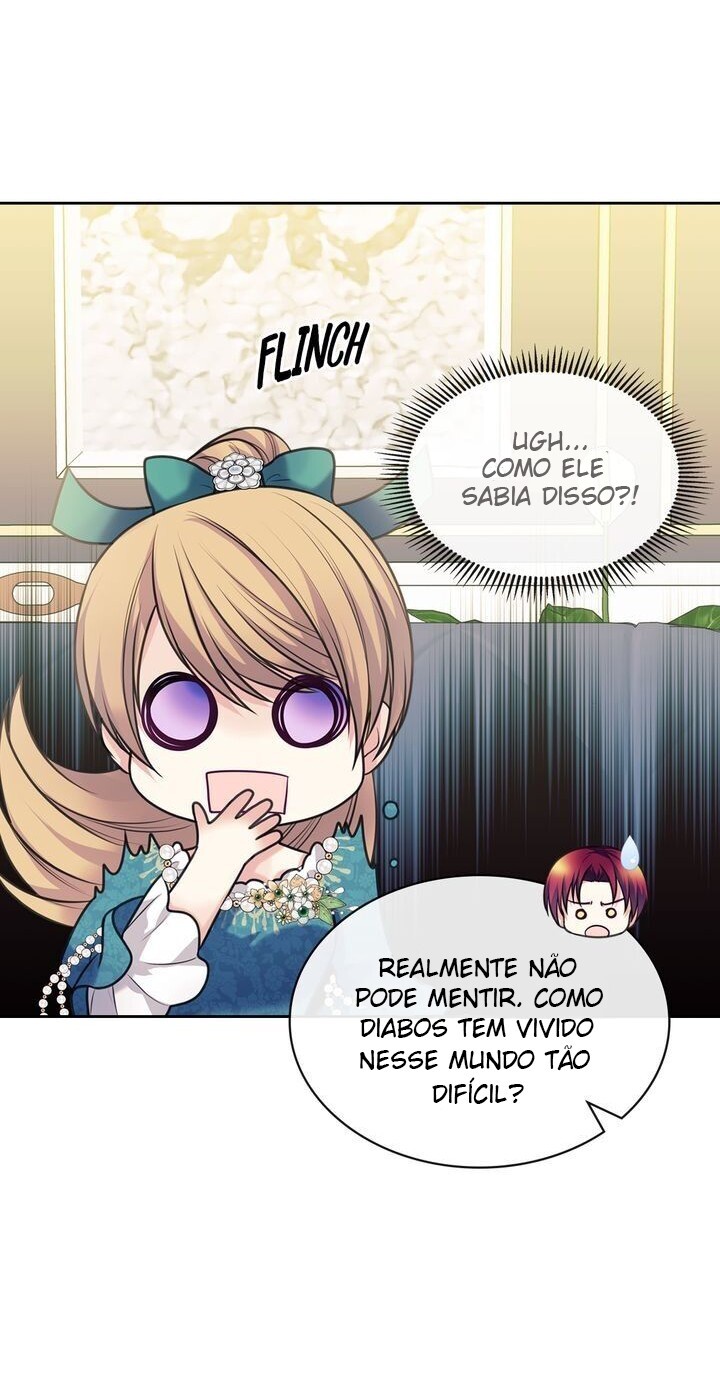 FLINCH
UGH...
COMO ELE
SABIA DISSO?!
REALMENTE NÃO
PODE MENTIR. COMO
DIABOS TEM VIVIDO
NESSE MUNDO TÃO
DIFÍCIL?